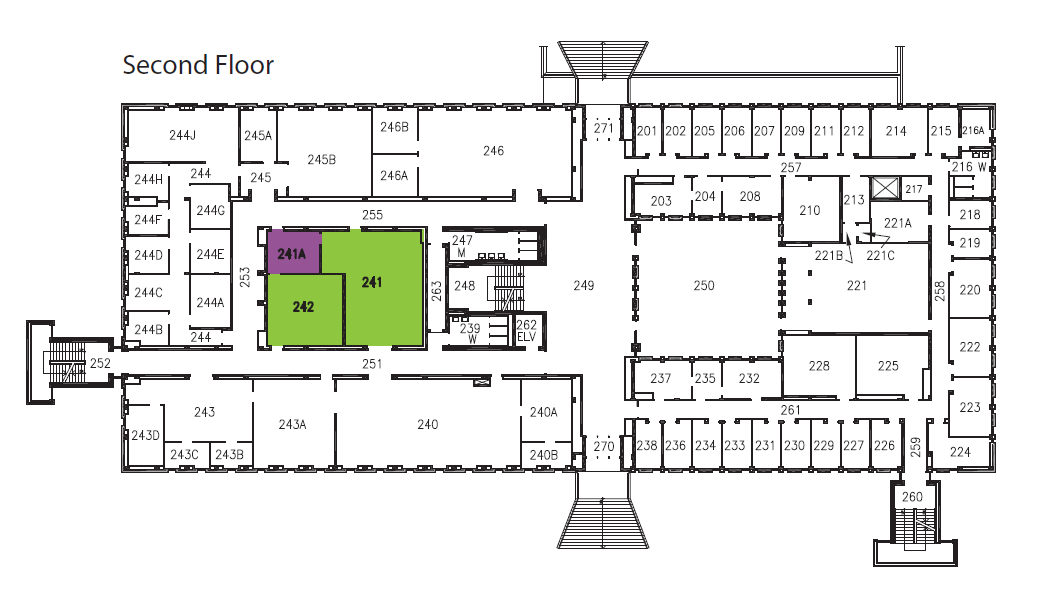 Second Floor
271
201
202
205
206
207
209
211
212
214
215
216A
244J
245A
246B
245B
246
246A
244
245
244H
257
216 W
203
204
208
210
213
217
221A
218
244G
244F
255
247
M
219
244D
244E
241A
241
253
221B
221C
248
249
250
221
258
220
244C
244A
242
263
239
W
262
ELV
244B
244
222
252
251
237
235
232
228
225
243
243A
240
240A
261
223
243D
243C
243B
240B
270
238
236
234
233
231
230
229
227
226
259
224
260